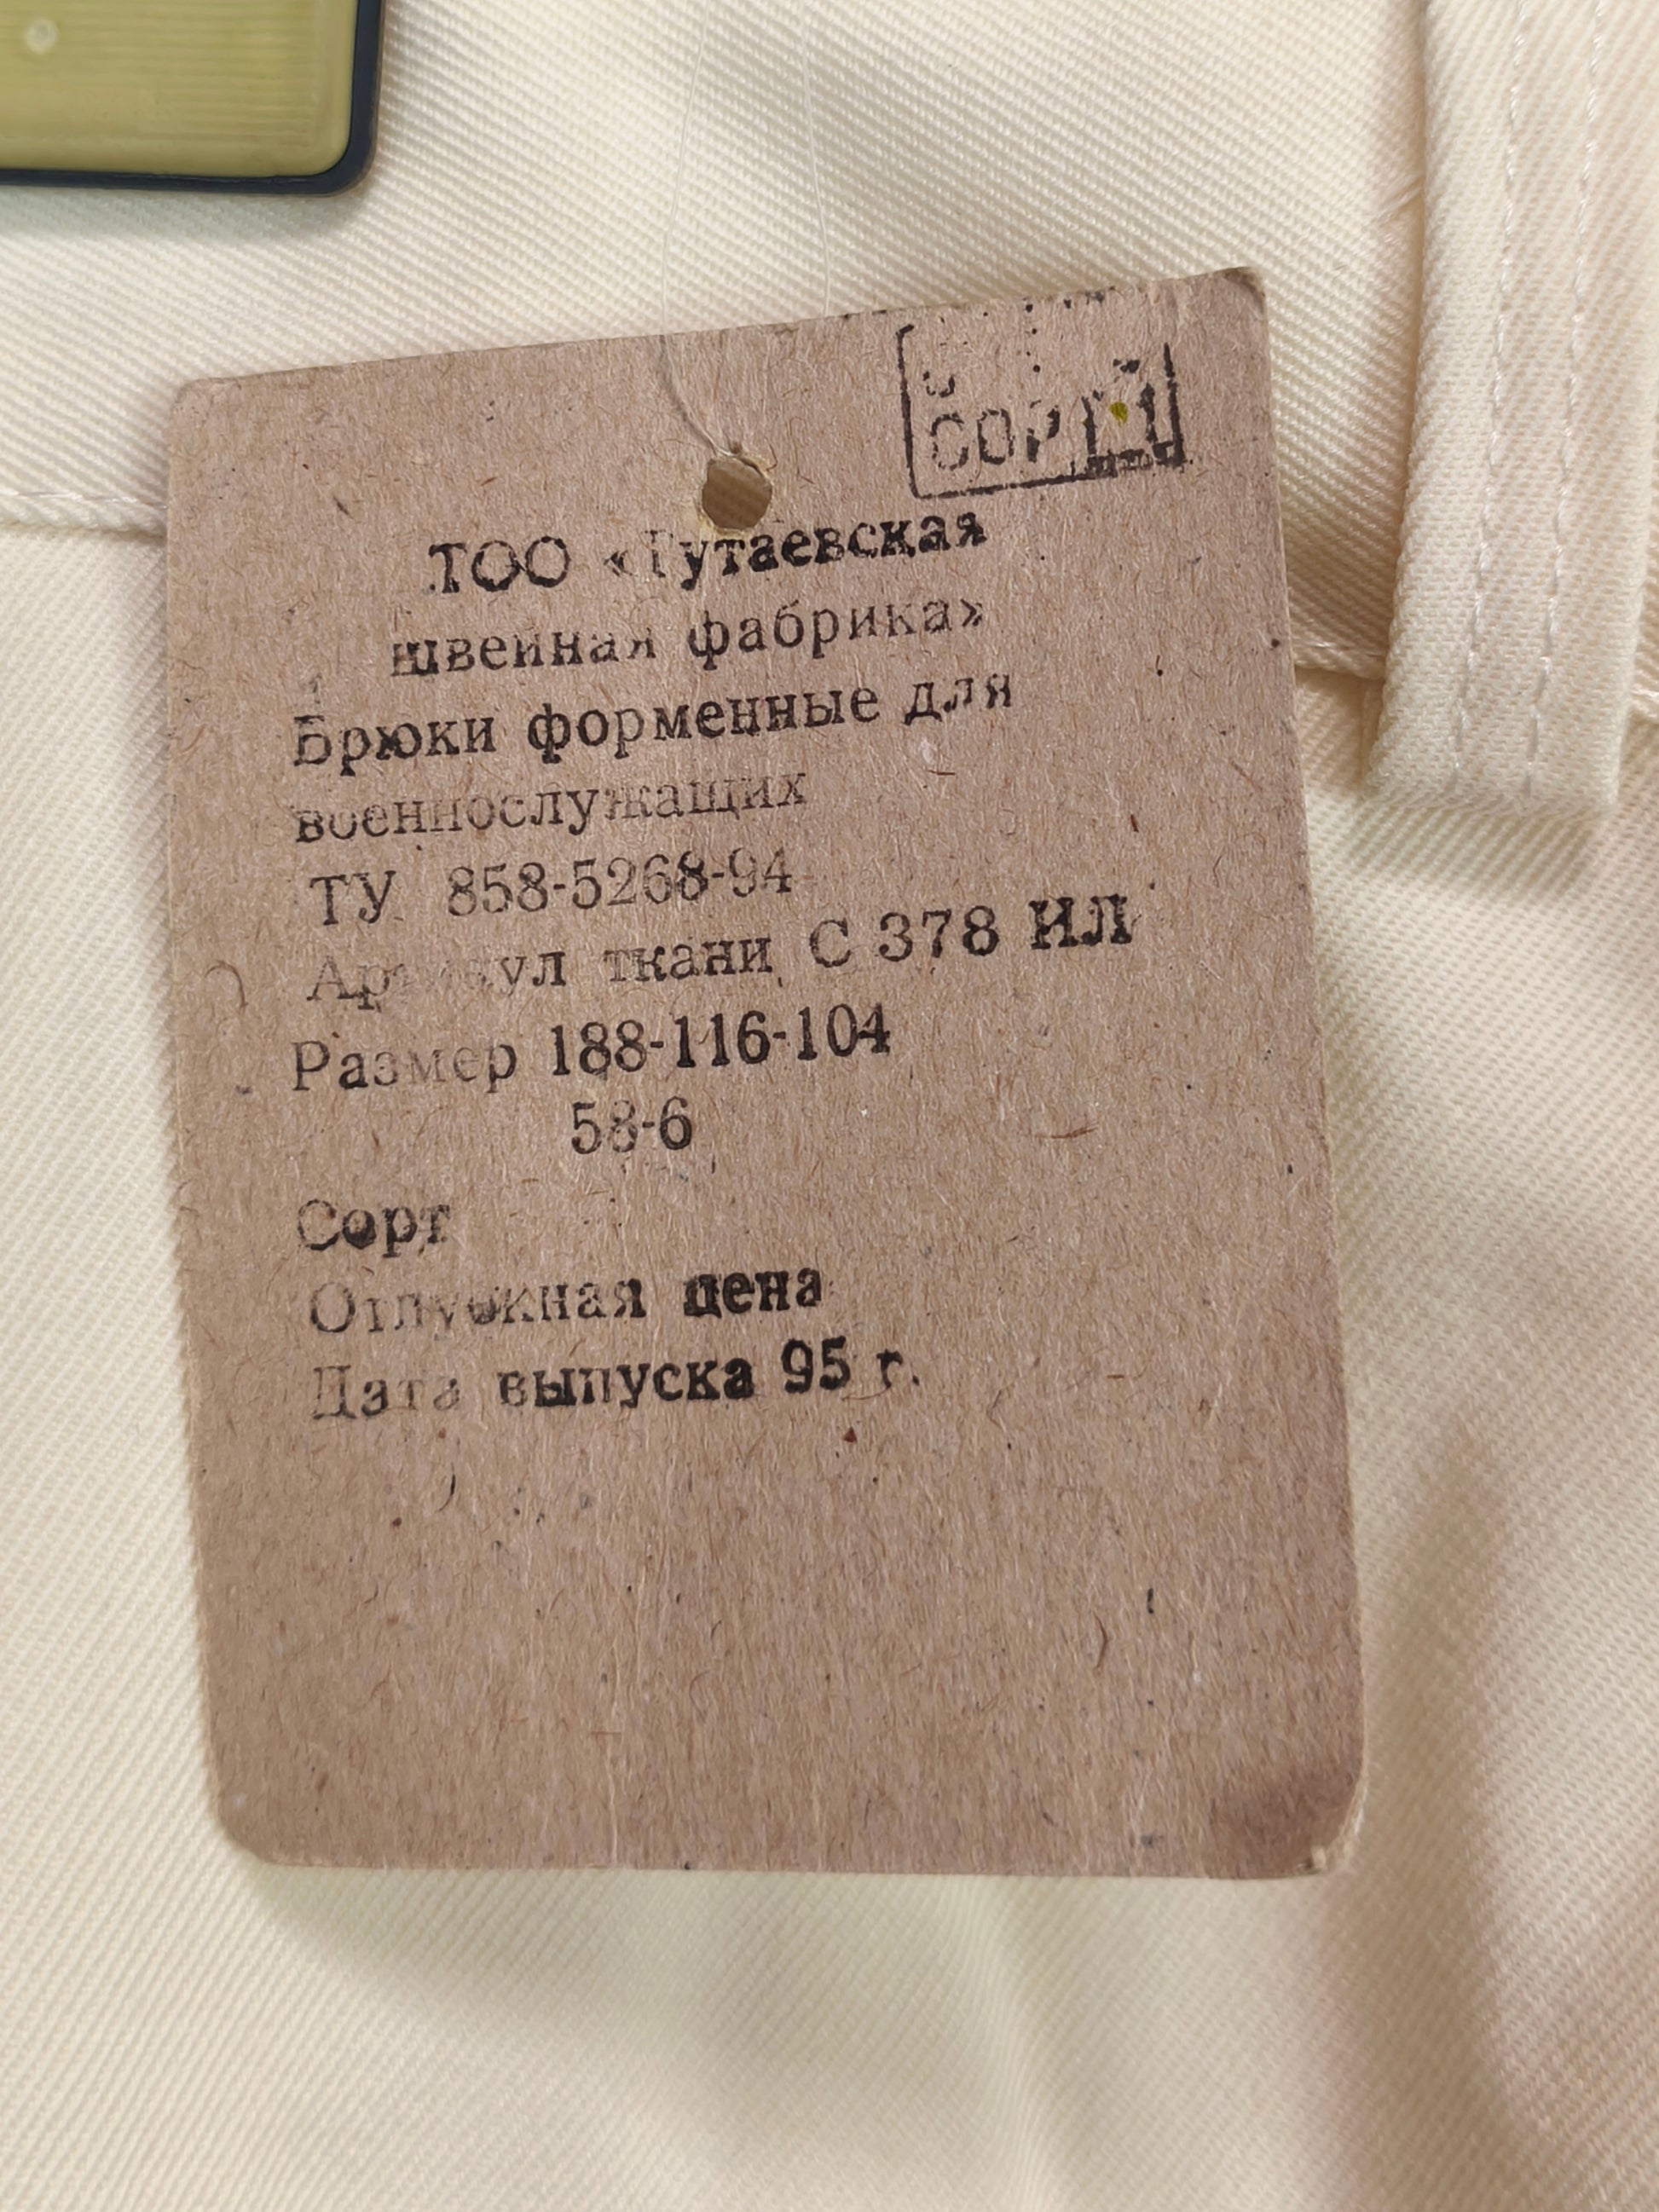 СОРТ
ТОО «Тутаевская
швейная фабрика»
Брюки форменные для
военнослужащих
ТУ 858-5268-94
Артикул ткани С 378 ИЛ
Размер 188-116-104
58-6
Сорт
Отпускная цена
Дата выпуска 95 г.